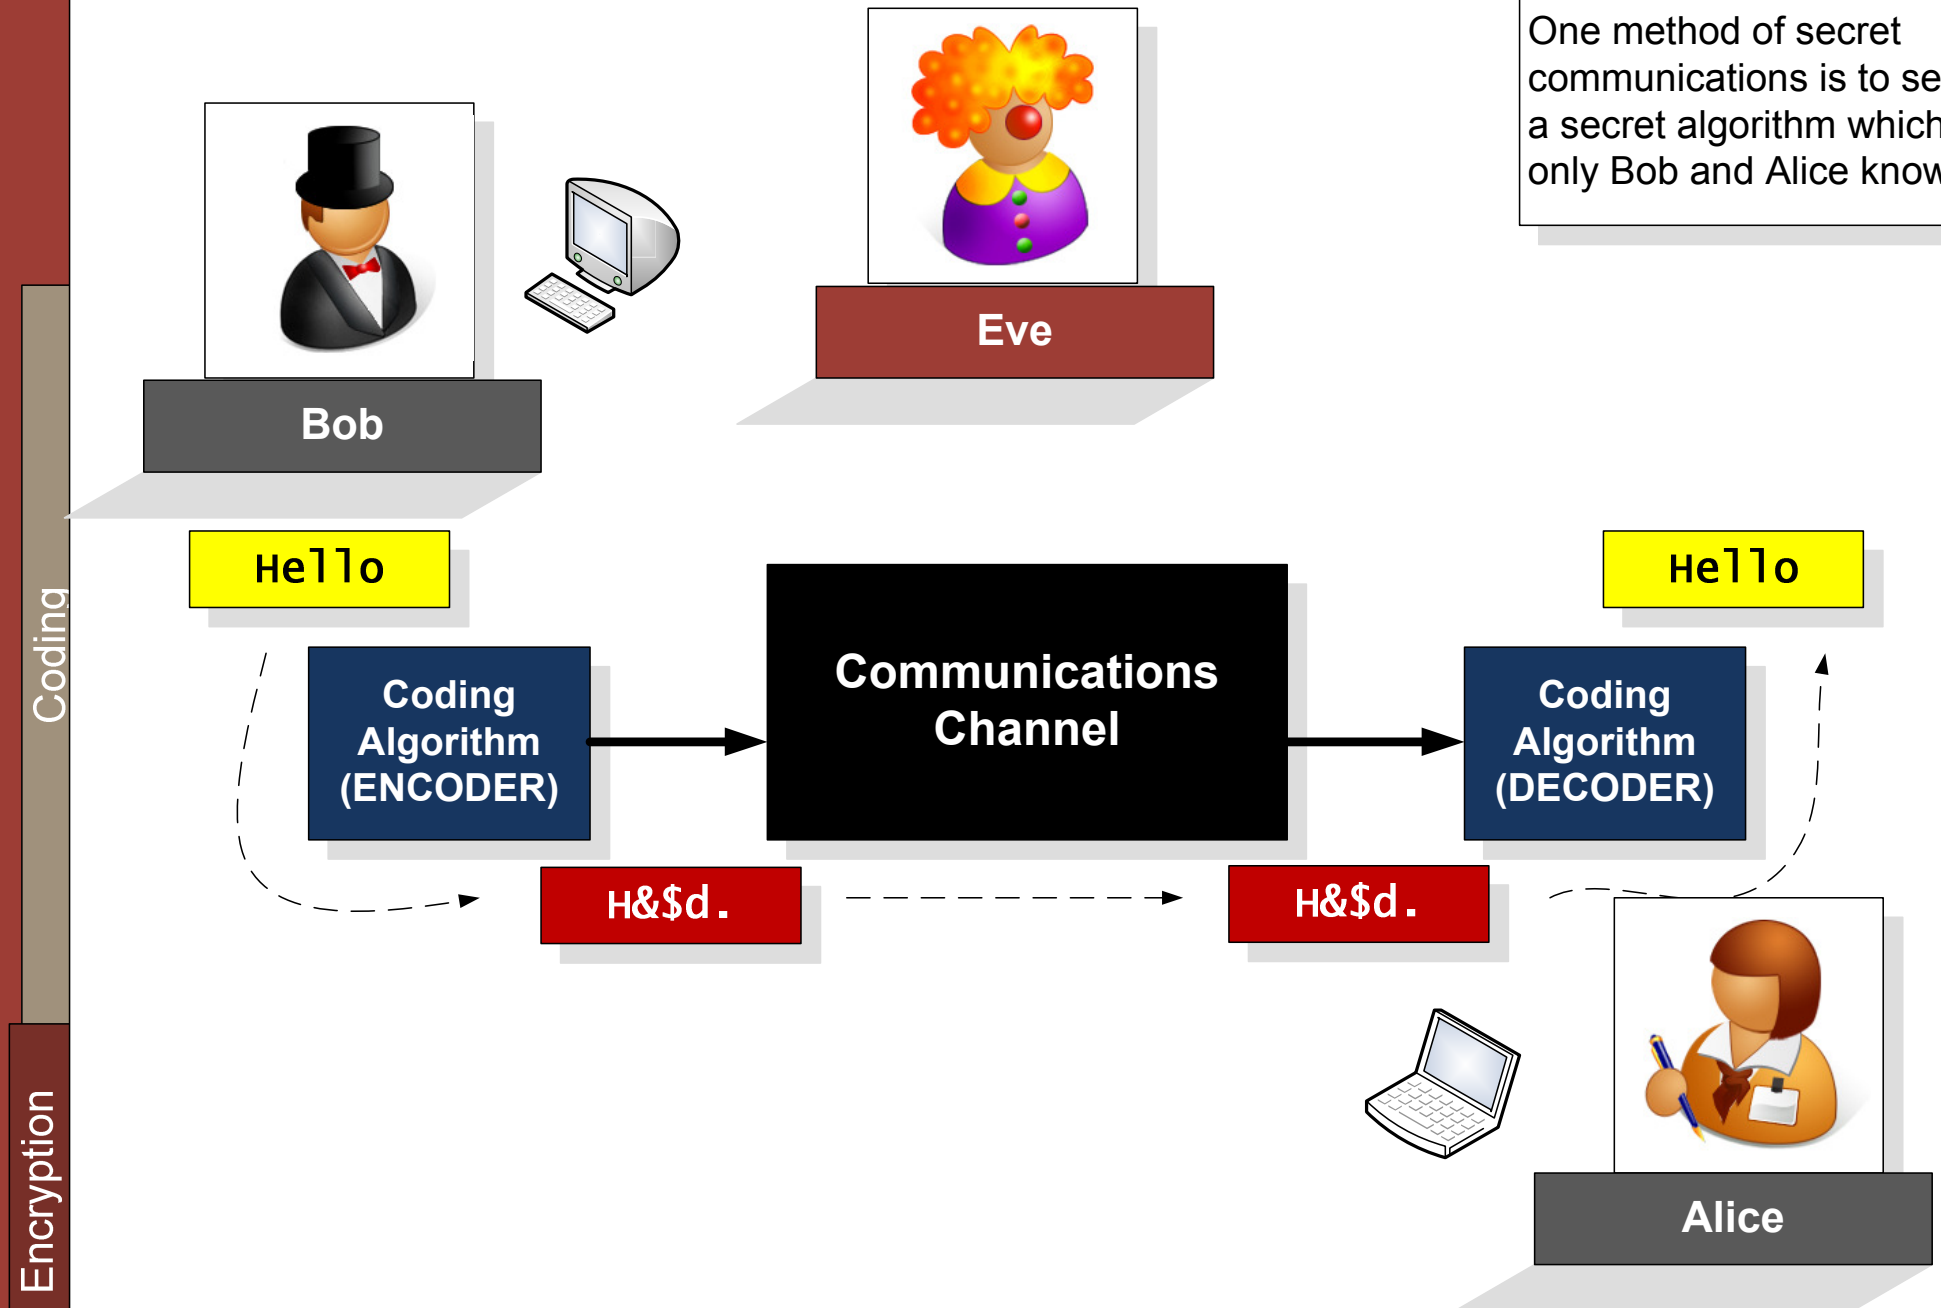 One method of secret
communications is to se
a secret algorithm which
only Bob and Alice know
Eve
Bob
Hello
Hello
Coding
Algorithm
(ENCODER)
Communications
Channel
Coding
Algorithm
(DECODER)
H&$d.
H&$d.
Alice
Coding
Encryption